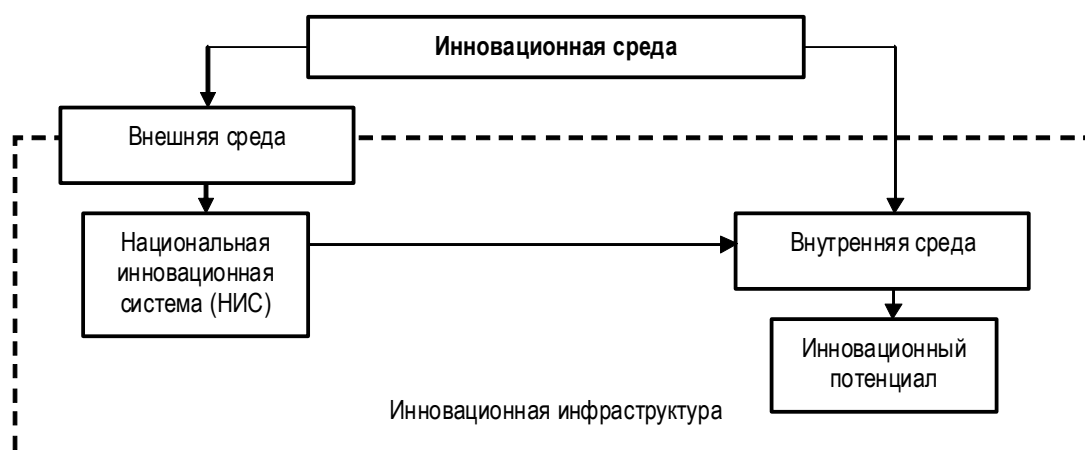 Инновационная среда
Внешняя среда
Национальная
инновационная
система (НИС)
Внутренняя среда
Инновационный
потенциал
Инновационная инфраструктура